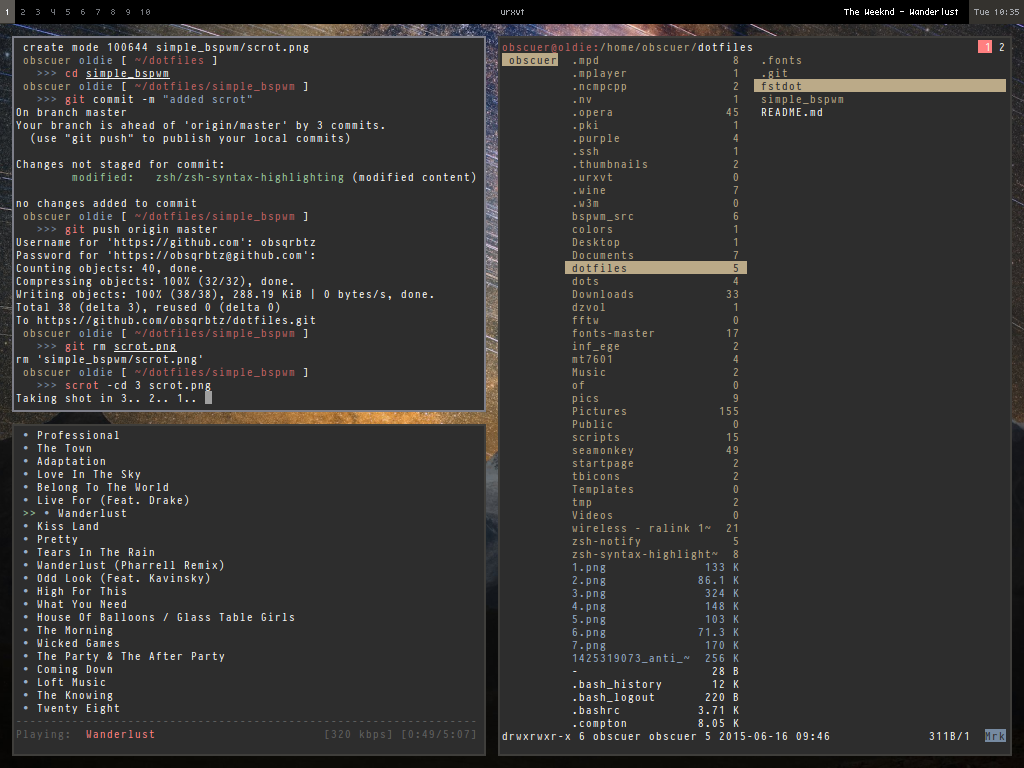 1 2 3 4 5 6 7 8 9 10 urxvt The Weeknd - Wanderlust Tue 10:35
create mode 100644 simple_bspwm/scrot.png
obscuer oldie [ ~/dotfiles ]
>>> cd simple_bspwm
obscuer oldie [ ~/dotfiles/simple_bspwm ]
>>> git commit -m "added scrot"
On branch master
Your branch is ahead of 'origin/master' by 3 commits.
(use "git push" to publish your local commits)
Changes not staged for commit:
modified:   zsh/zsh-syntax-highlighting (modified content)
no changes added to commit
obscuer oldie [ ~/dotfiles/simple_bspwm ]
>>> git push origin master
Username for 'https://github.com': obsqrbtz
Password for 'https://obsqrbtz@github.com':
Counting objects: 40, done.
Compressing objects: 100% (32/32), done.
Writing objects: 100% (38/38), 288.19 KiB | 0 bytes/s, done.
Total 38 (delta 3), reused 0 (delta 0)
To https://github.com/obsqrbtz/dotfiles.git
obscuer oldie [ ~/dotfiles/simple_bspwm ]
>>> git rm scrot.png
rm 'simple_bspwm/scrot.png'
obscuer oldie [ ~/dotfiles/simple_bspwm ]
>>> scrot -cd 3 scrot.png
Taking shot in 3.. 2.. 1..
• Professional
• The Town
• Adaptation
• Love In The Sky
• Belong To The World
• Live For (Feat. Drake)
>> • Wanderlust
• Kiss Land
• Pretty
• Tears In The Rain
• Wanderlust (Pharrell Remix)
• Odd Look (Feat. Kavinsky)
• High For This
• What You Need
• House Of Balloons / Glass Table Girls
• The Morning
• Wicked Games
• The Party & The After Party
• Coming Down
• Loft Music
• The Knowing
• Twenty Eight
Playing: Wanderlust [320 kbps] [0:49/5:07]
obscuer@oldie:/home/obscuer/dotfiles 1 2
obscuer
.mpd 8
.mplayer 1
.ncmpcpp 2
.nv 1
.opera 45
.pki 1
.purple 4
.ssh 1
.thumbnails 2
.urxvt 0
.wine 7
.w3m 0
bspwm_src 6
colors 1
Desktop 1
Documents 7
dotfiles 5
dots 4
Downloads 33
dzvol 1
fftw 0
fonts-master 17
inf_ege 2
mt7601 4
Music 2
of 0
pics 9
Pictures 155
Public 0
scripts 15
seamonkey 49
startpage 2
tbicons 2
Templates 0
tmp 2
Videos 0
wireless - ralink 1~ 21
zsh-notify 5
zsh-syntax-highlight~ 8
1.png 133 K
2.png 86.1 K
3.png 324 K
4.png 148 K
5.png 103 K
6.png 71.3 K
7.png 170 K
1425319073_anti_~ 256 K
- 28 B
.bash_history 12 K
.bash_logout 220 B
.bashrc 3.71 K
.compton 8.05 K
.fonts
.git
fstdot
simple_bspwm
README.md
drwxrwxr-x 6 obscuer obscuer 5 2015-06-16 09:46 311B/1 Mrk